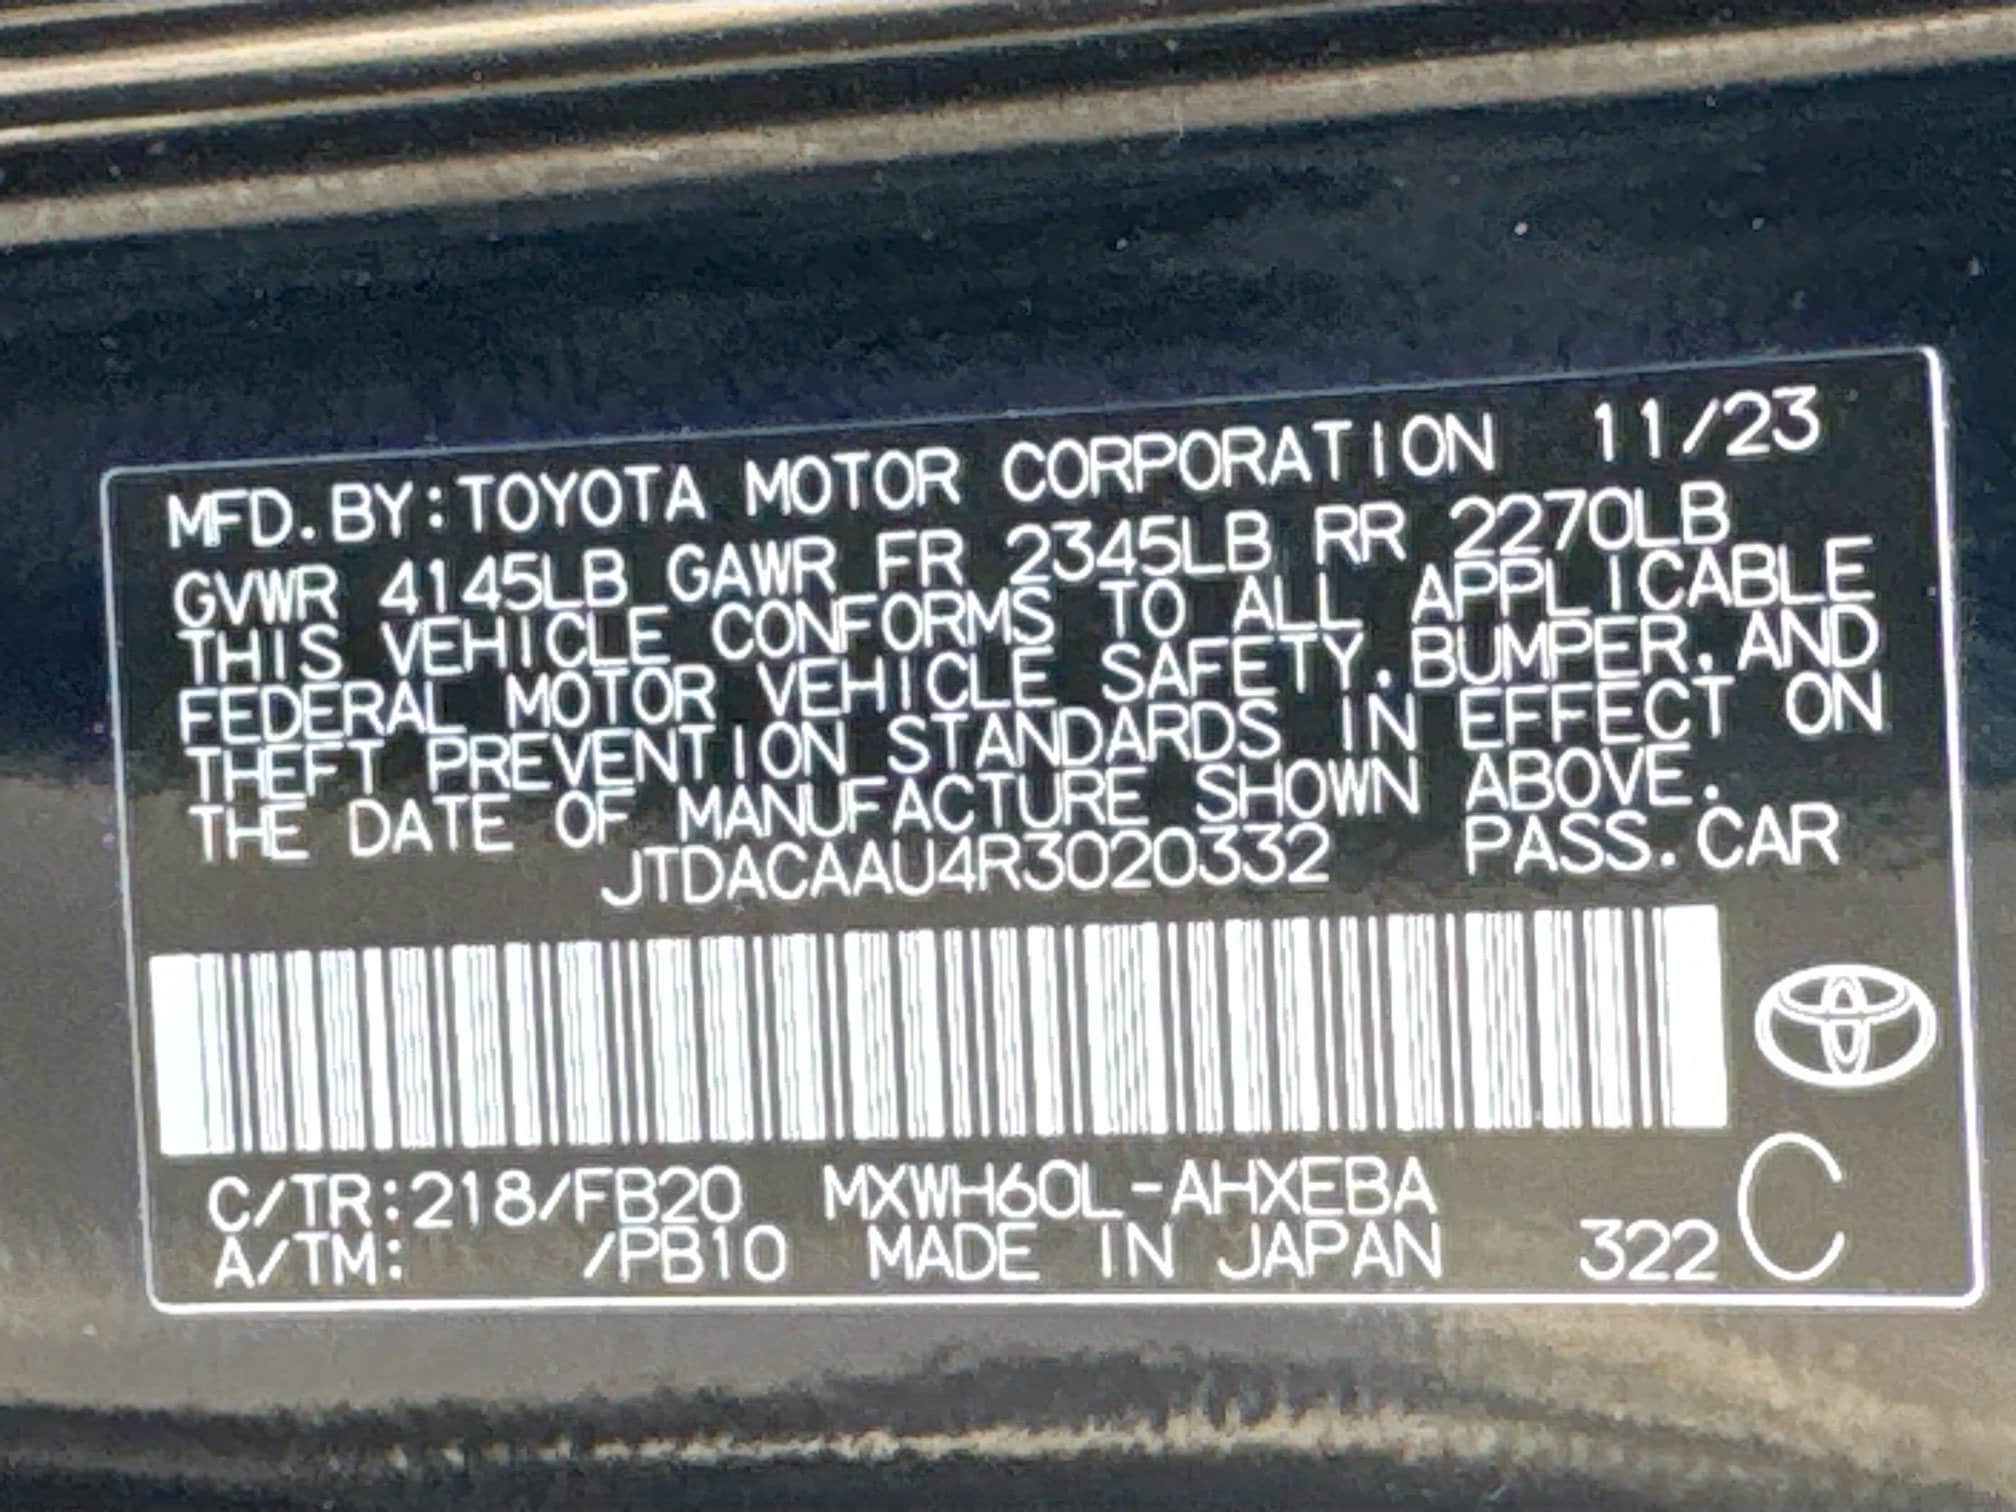 MFD.BY:TOYOTA MOTOR CORPORATION 11/23
GVWR 4145LB GAWR FR 2345LB RR 2270LB
THIS VEHICLE CONFORMS TO ALL APPLICABLE
FEDERAL MOTOR VEHICLE SAFETY,BUMPER,AND
THEFT PREVENTION STANDARDS IN EFFECT ON
THE DATE OF MANUFACTURE SHOWN ABOVE.
JTDACAAU4R3020332 PASS.CAR
C/TR:218/FB20 MXWH60L-AHXEBA
A/TM: /PB10 MADE IN JAPAN 322 C